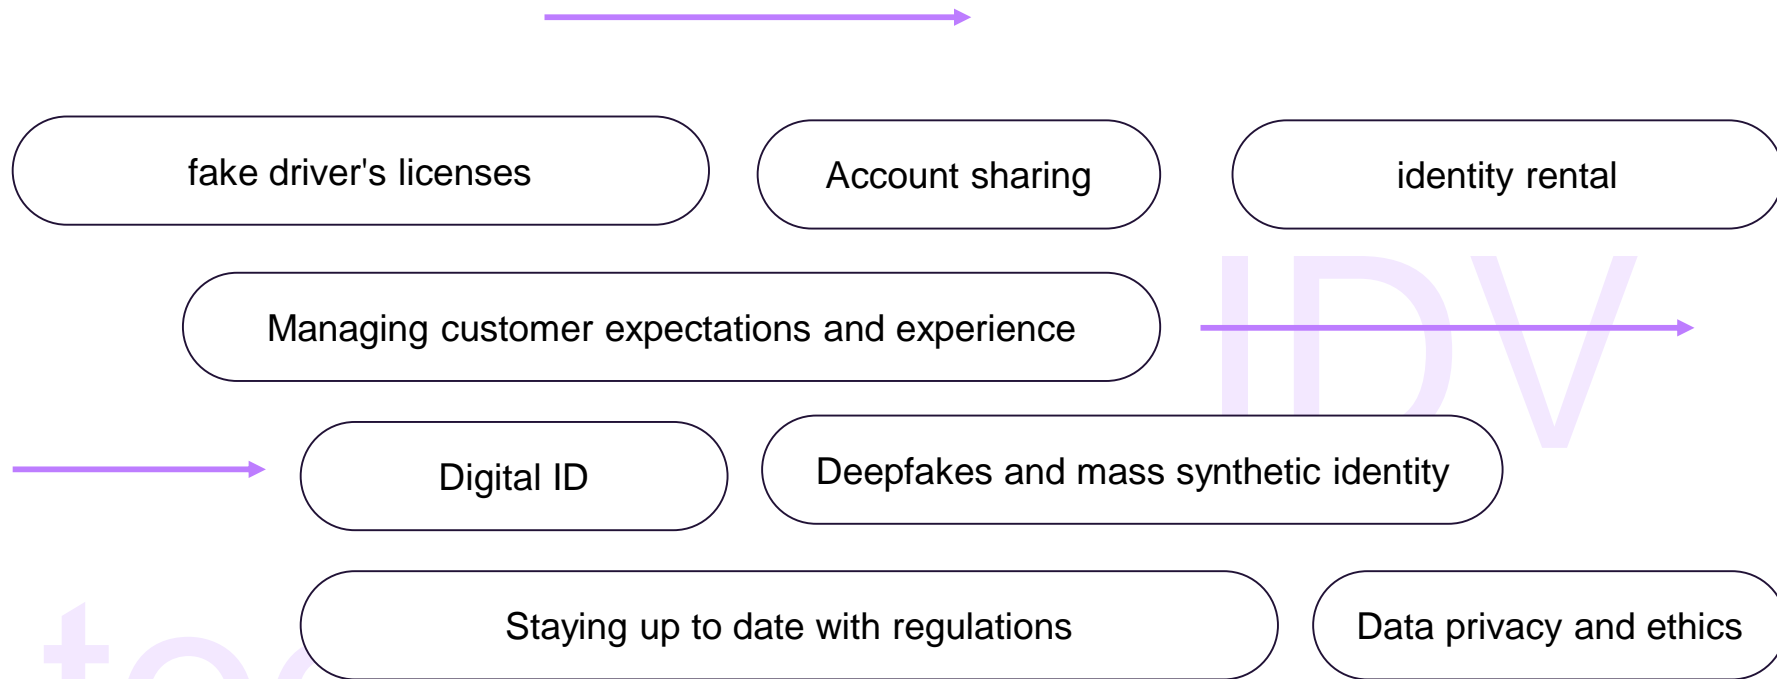 fake driver's licenses
Account sharing
identity rental
IDV
Managing customer expectations and experience
Digital ID
Deepfakes and mass synthetic identity
Staying up to date with regulations
Data privacy and ethics